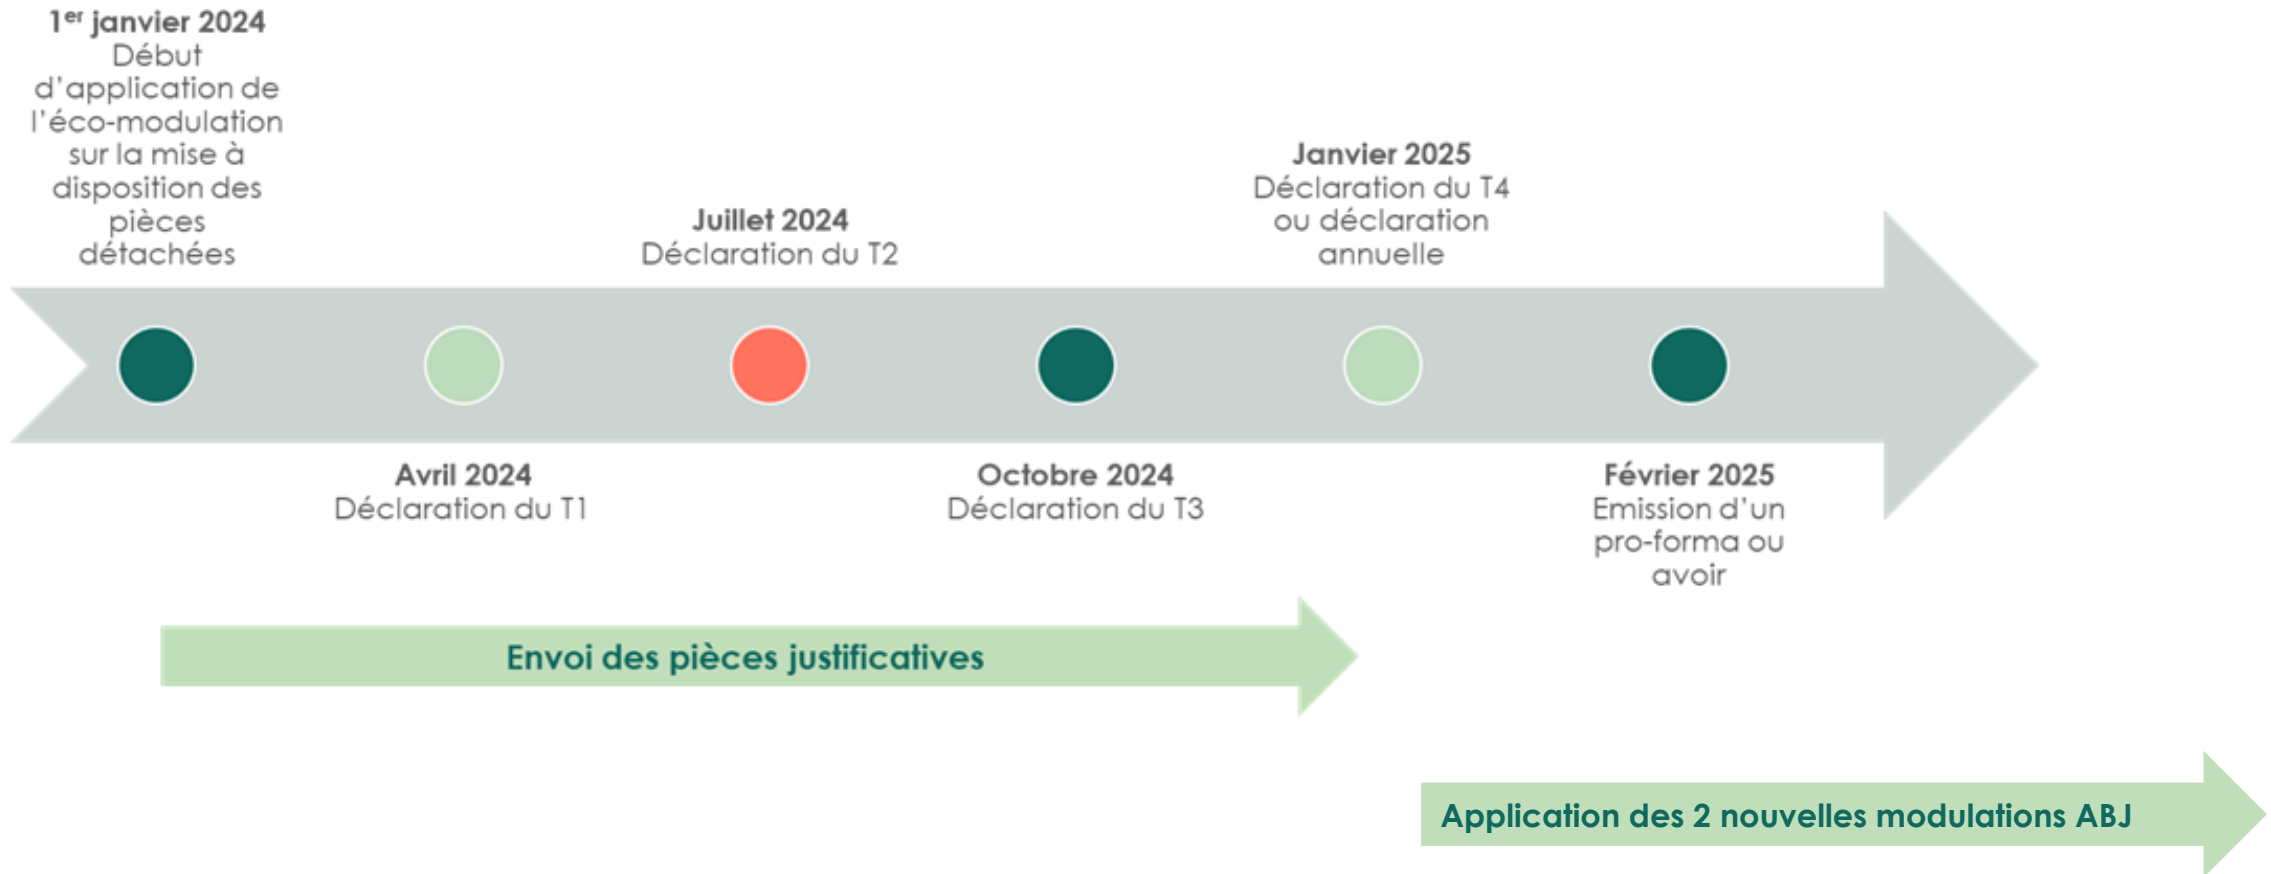 1er janvier 2024
Début
d'application de
l'éco-modulation
sur la mise à
disposition des
pièces
détachées
Avril 2024
Déclaration du T1
Juillet 2024
Déclaration du T2
Octobre 2024
Déclaration du T3
Janvier 2025
Déclaration du T4
ou déclaration
annuelle
Février 2025
Emission d'un
pro-forma ou
avoir
Envoi des pièces justificatives
Application des 2 nouvelles modulations ABJ